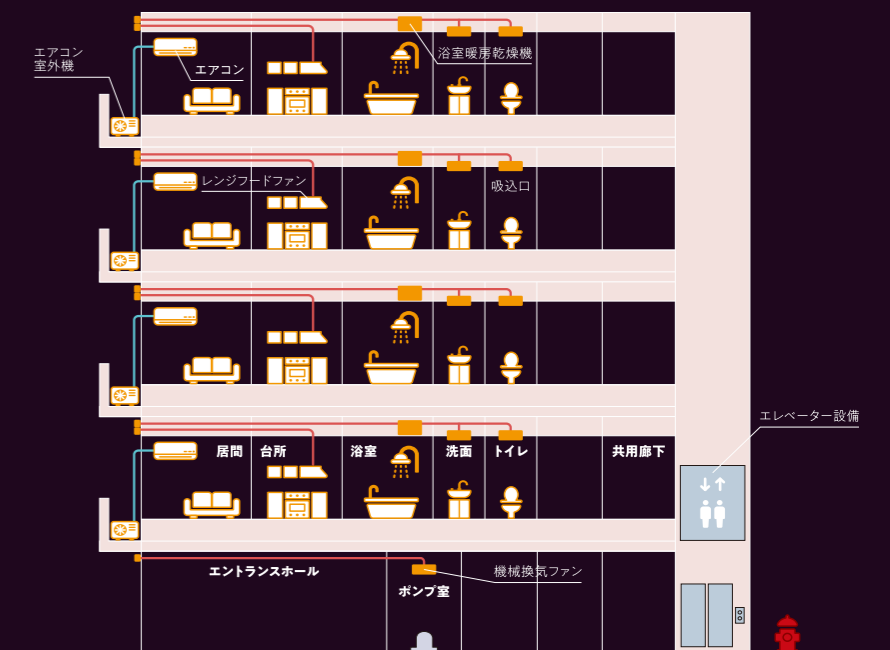 エアコン
室外機
エアコン
浴室暖房乾燥機
レンジフードファン
吸込口
エレベーター設備
居間
台所
浴室
洗面
トイレ
共用廊下
エントランスホール
機械換気ファン
ポンプ室